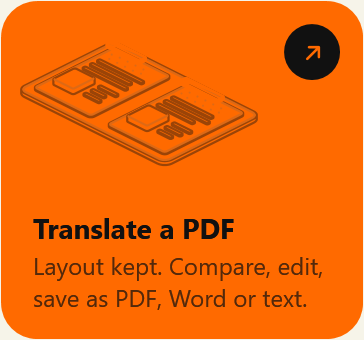 Translate a PDF
Layout kept. Compare, edit,
save as PDF, Word or text.